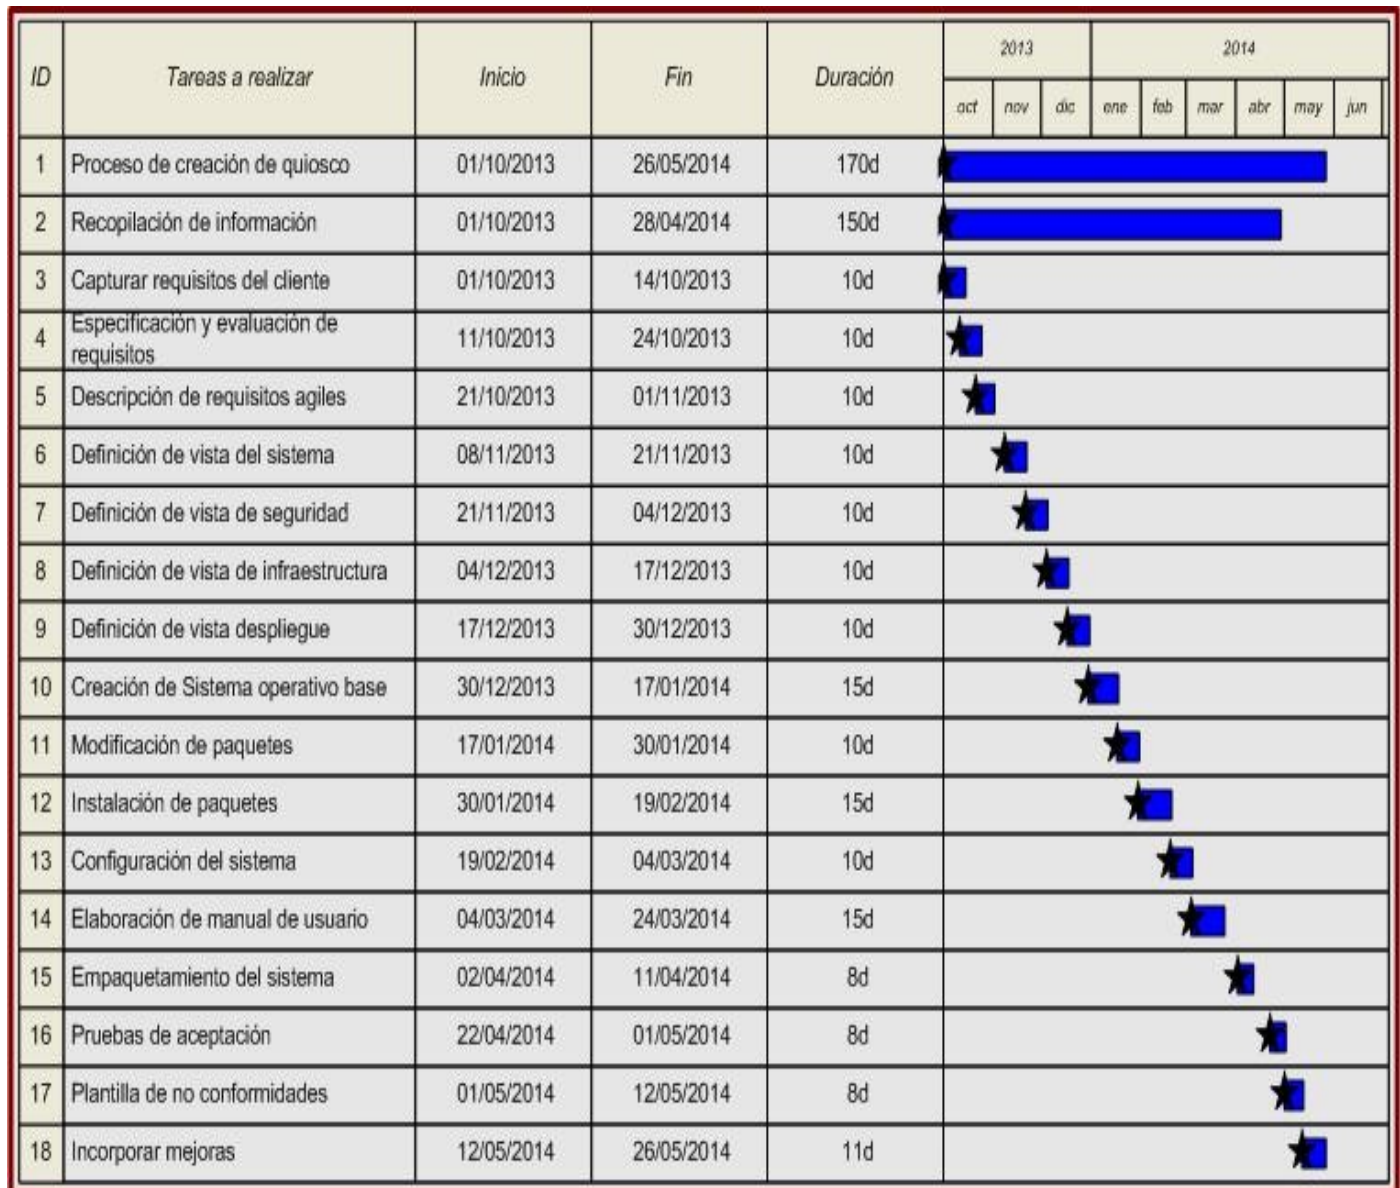 ID Tareas a realizar Inicio Fin Duración 2013 2014
oct nov dic ene feb mar abr may jun
1 Proceso de creación de quiosco 01/10/2013 26/05/2014 170d
2 Recopilación de información 01/10/2013 28/04/2014 150d
3 Capturar requisitos del cliente 01/10/2013 14/10/2013 10d
4 Especificación y evaluación de
requisitos 11/10/2013 24/10/2013 10d
5 Descripción de requisitos agiles 21/10/2013 01/11/2013 10d
6 Definición de vista del sistema 08/11/2013 21/11/2013 10d
7 Definición de vista de seguridad 21/11/2013 04/12/2013 10d
8 Definición de vista de infraestructura 04/12/2013 17/12/2013 10d
9 Definición de vista despliegue 17/12/2013 30/12/2013 10d
10 Creación de Sistema operativo base 30/12/2013 17/01/2014 15d
11 Modificación de paquetes 17/01/2014 30/01/2014 10d
12 Instalación de paquetes 30/01/2014 19/02/2014 15d
13 Configuración del sistema 19/02/2014 04/03/2014 10d
14 Elaboración de manual de usuario 04/03/2014 24/03/2014 15d
15 Empaquetamiento del sistema 02/04/2014 11/04/2014 8d
16 Pruebas de aceptación 22/04/2014 01/05/2014 8d
17 Plantilla de no conformidades 01/05/2014 12/05/2014 8d
18 Incorporar mejoras 12/05/2014 26/05/2014 11d